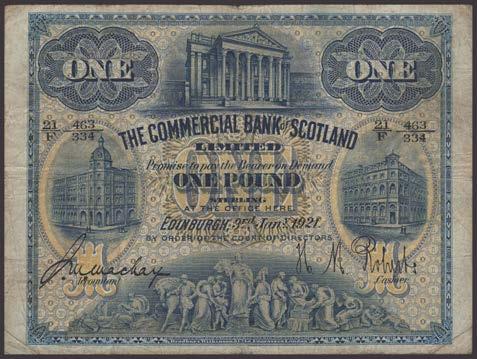 ONE
ONE
21/F 463/334
21/F 463/334
THE COMMERCIAL BANK of SCOTLAND
LIMITED
Promise to pay the Bearer on Demand
ONE POUND
STERLING
AT THE OFFICE HERE
EDINBURGH, 3rd Jany. 1921.
BY ORDER OF THE COURT OF DIRECTORS
Accountant
Cashier